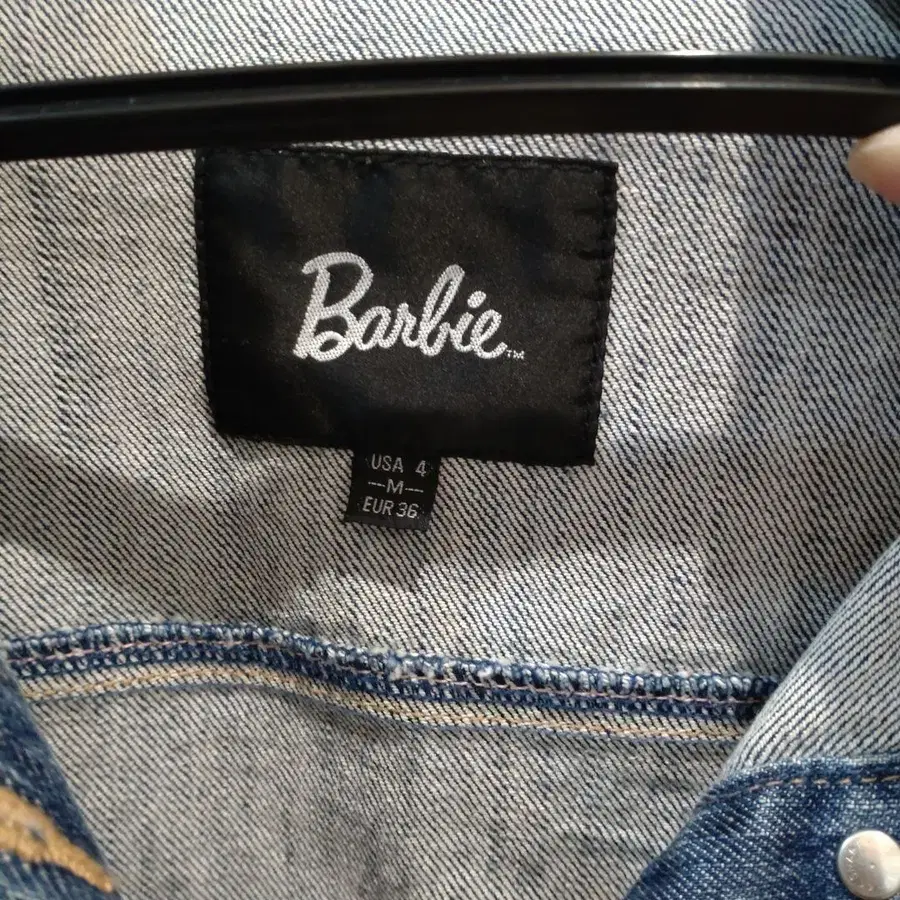 Barbie™
USA 4
—M—
EUR 36